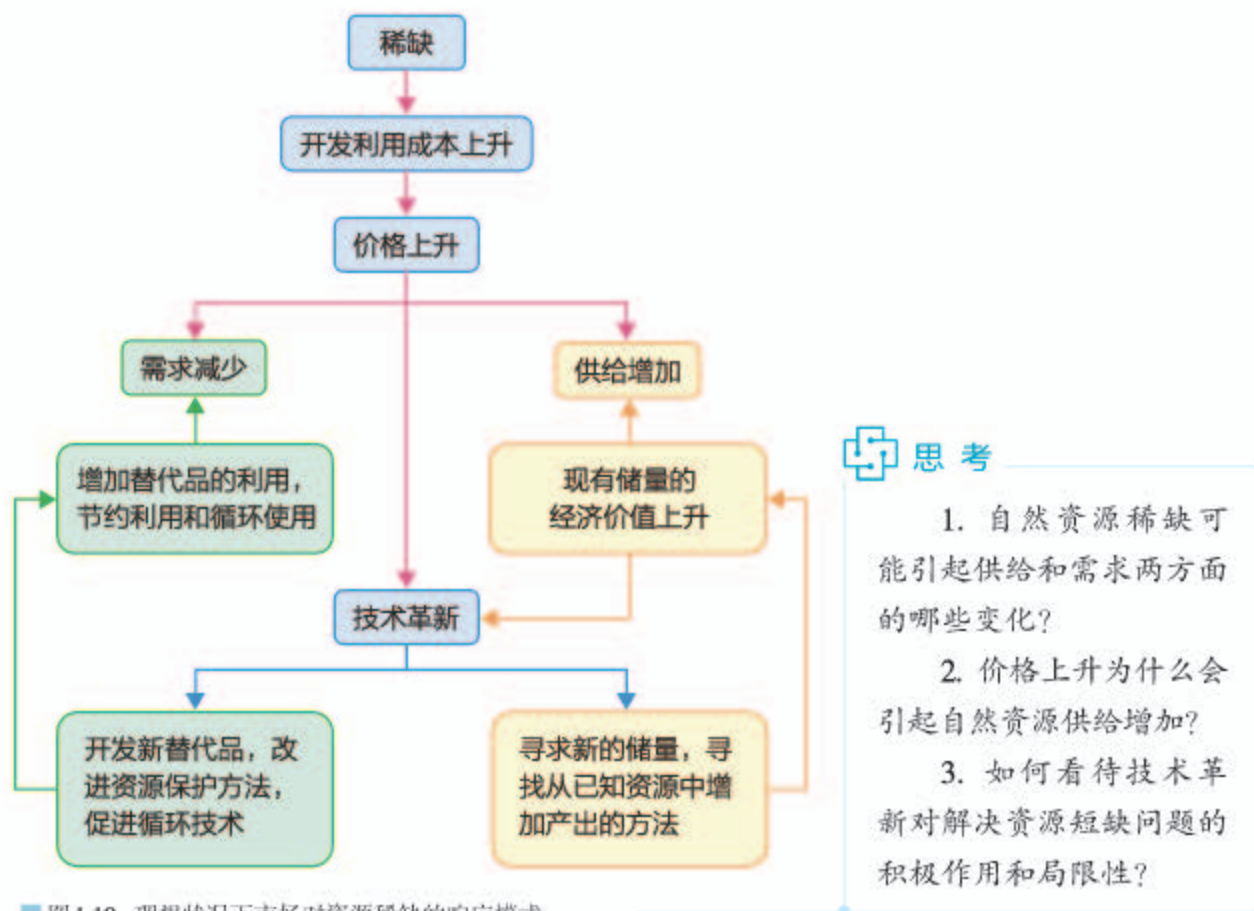 稀缺
开发利用成本上升
价格上升
需求减少
供给增加
增加替代品的利用，
节约利用和循环使用
现有储量的
经济价值上升
技术革新
开发新替代品，改
进资源保护方法，
促进循环技术
寻求新的储量，寻
找从已知资源中增
加产出的方法
思考
1. 自然资源稀缺可
能引起供给和需求两方面
的哪些变化？
2. 价格上升为什么会
引起自然资源供给增加？
3. 如何看待技术革
新对解决资源短缺问题的
积极作用和局限性？